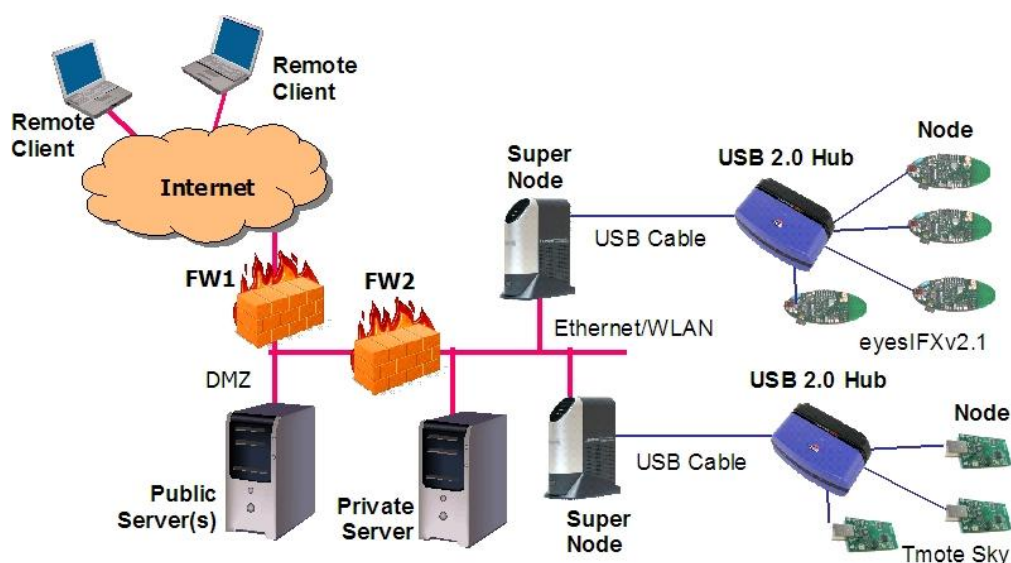 Remote
Client
Remote
Client
Internet
Super
Node
USB 2.0 Hub
Node
USB Cable
FW1
FW2
Ethernet/WLAN
eyesIFXv2.1
DMZ
USB 2.0 Hub
Node
USB Cable
Public
Server(s)
Private
Server
Super
Node
Tmote Sky